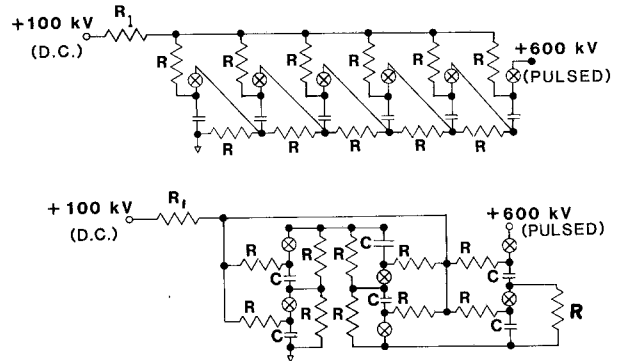 +100 kV
(D.C.)
R1
R R R R R R
+600 kV
(PULSED)
R R R R R
+100 kV
(D.C.)
R1
+600 kV
(PULSED)
R R R C R R
C C
R R C R R R C R
C C